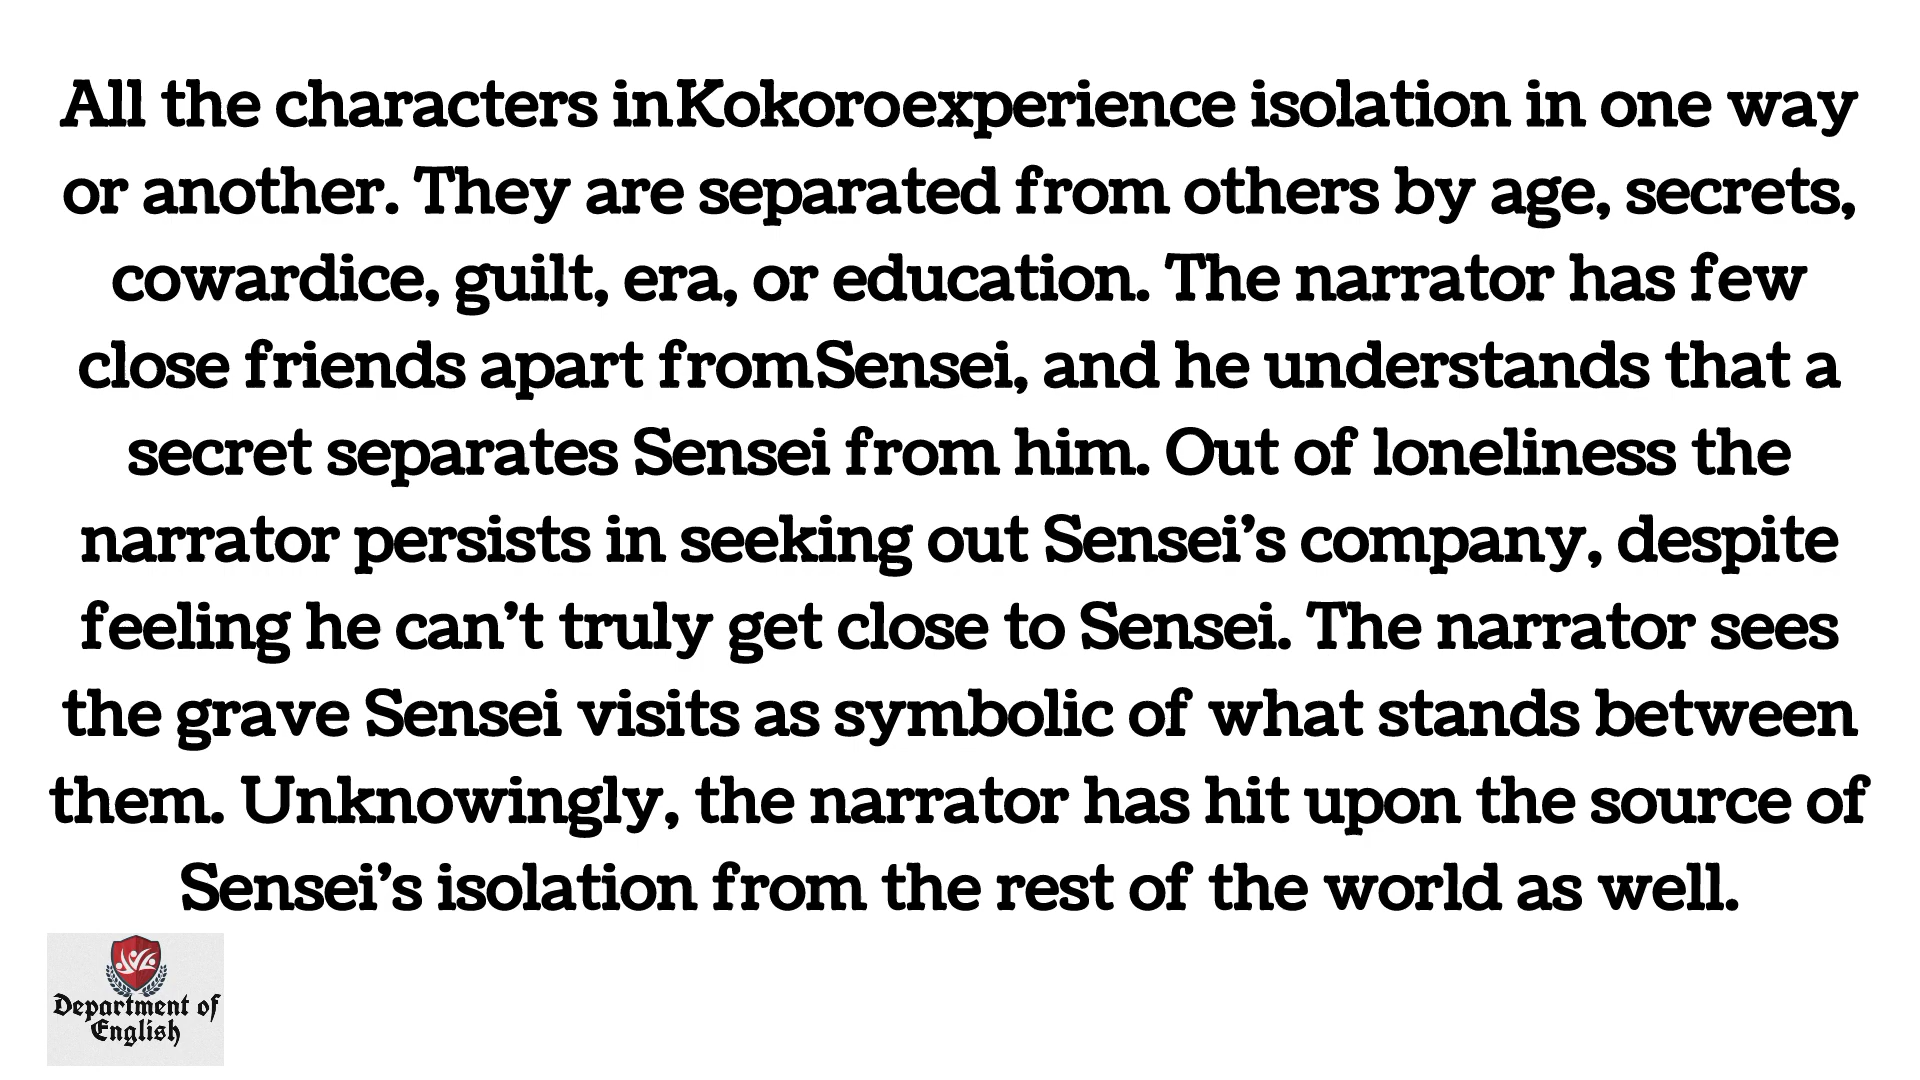 All the characters inKokoroexperience isolation in one way
or another. They are separated from others by age, secrets,
cowardice, guilt, era, or education. The narrator has few
close friends apart fromSensei, and he understands that a
secret separates Sensei from him. Out of loneliness the
narrator persists in seeking out Sensei’s company, despite
feeling he can’t truly get close to Sensei. The narrator sees
the grave Sensei visits as symbolic of what stands between
them. Unknowingly, the narrator has hit upon the source of
Sensei’s isolation from the rest of the world as well.
Department of
English